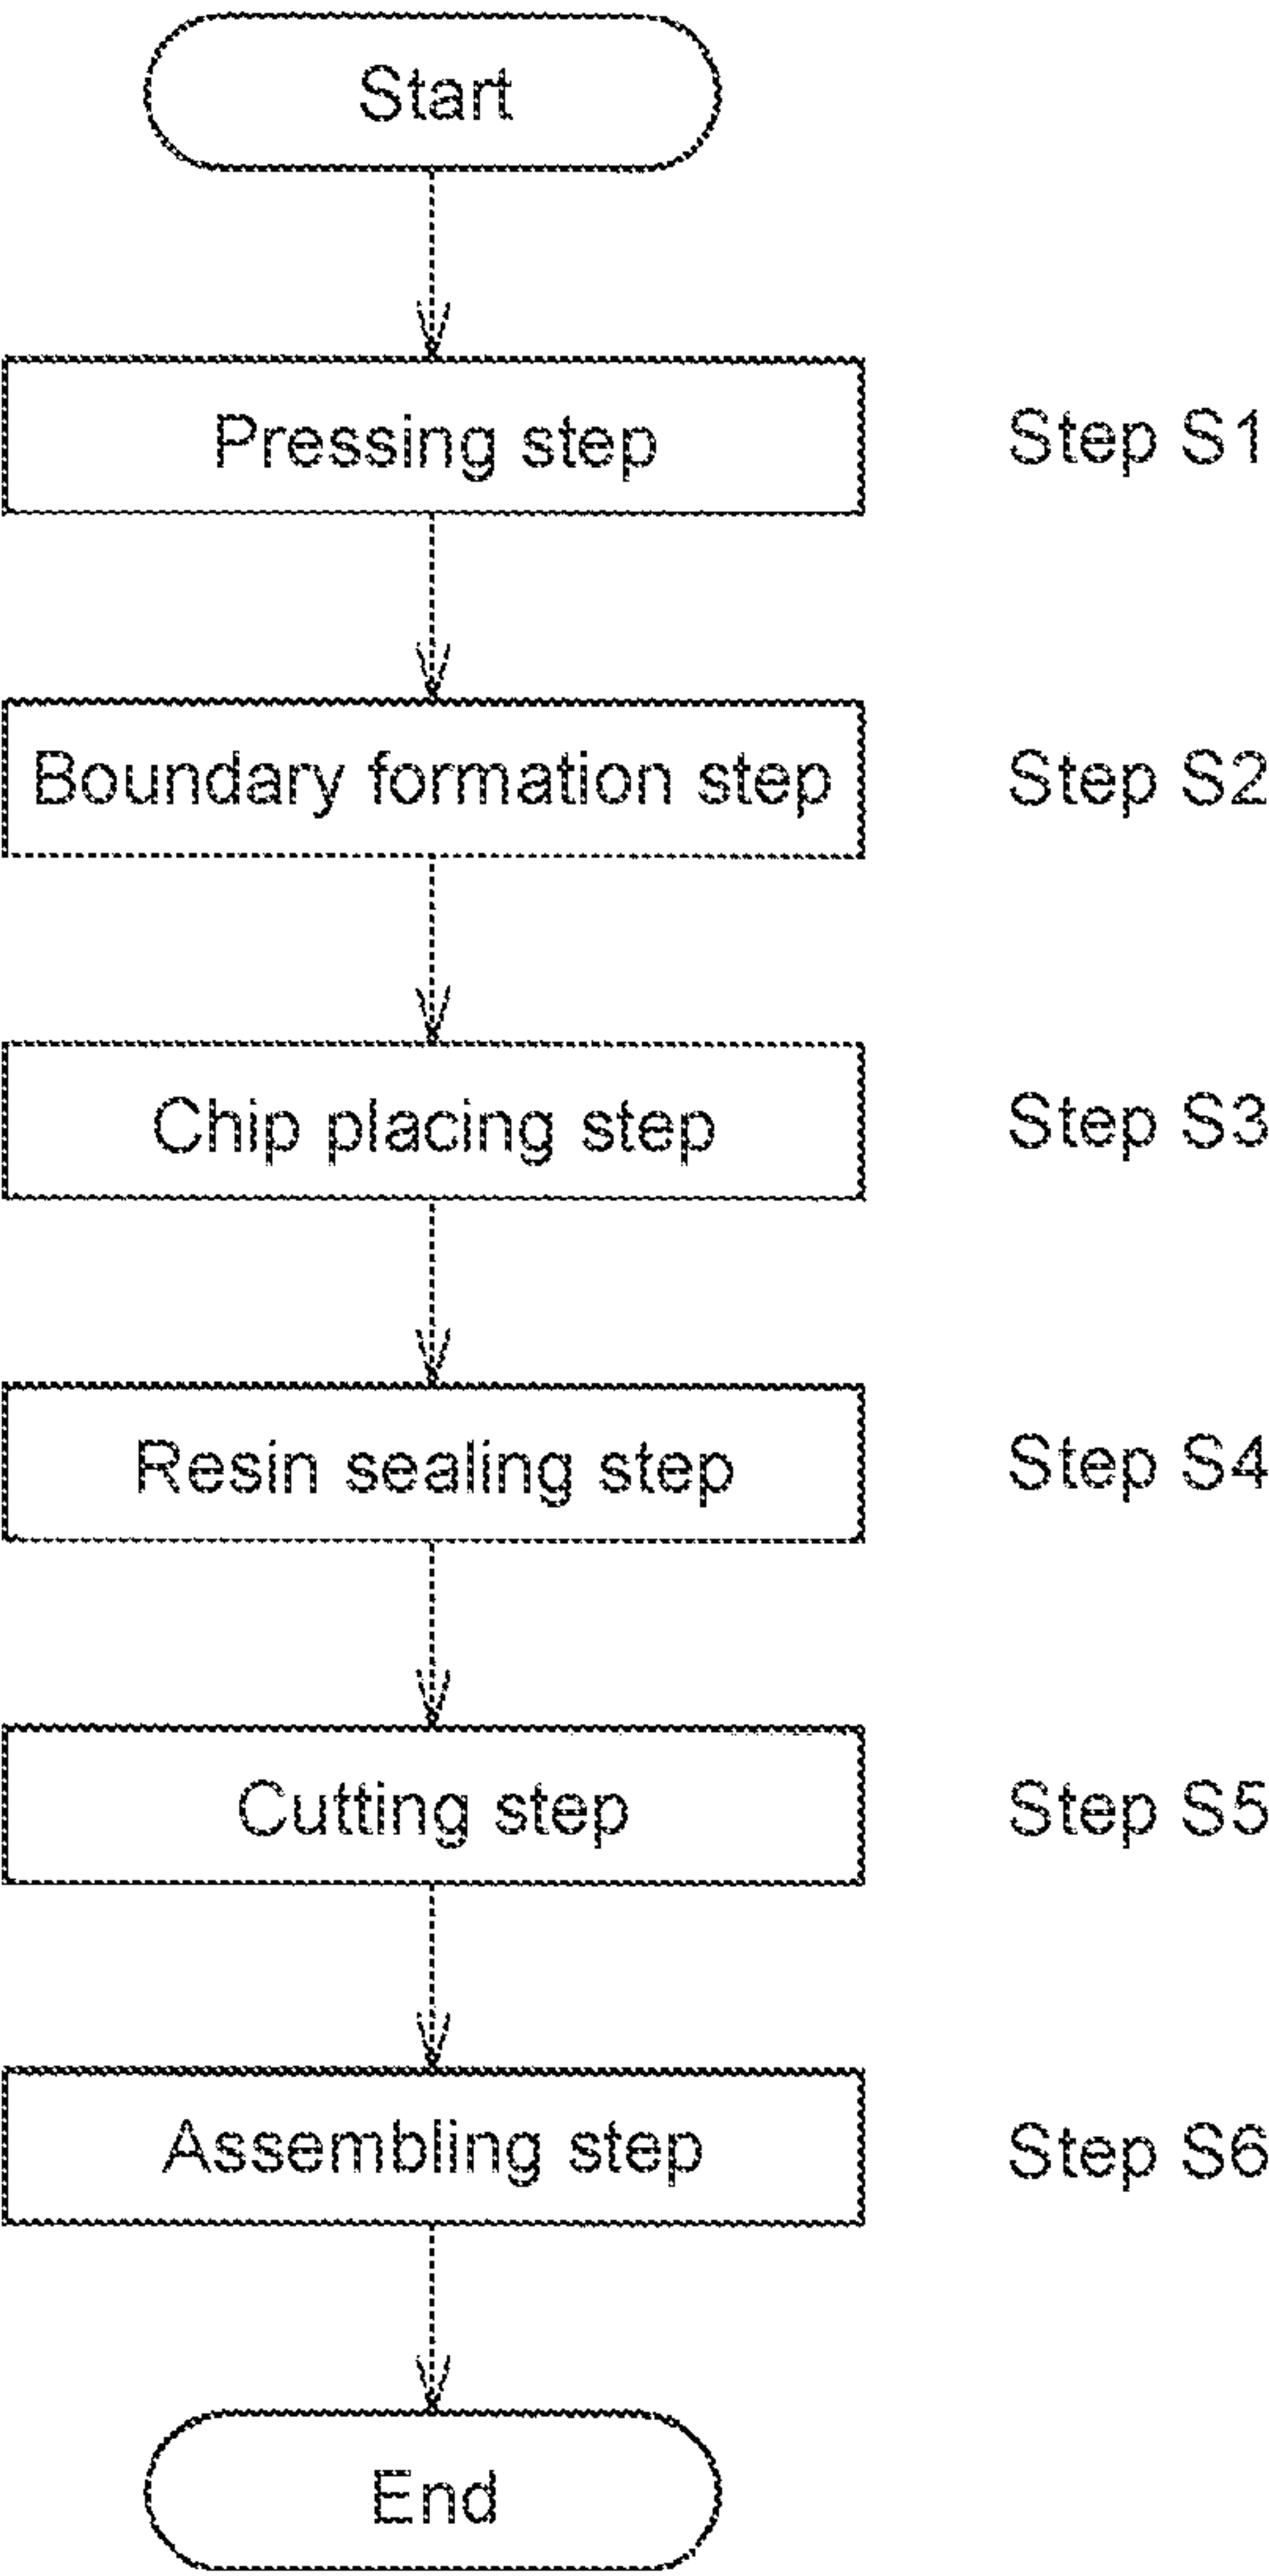 Start
Pressing step Step S1
Boundary formation step Step S2
Chip placing step Step S3
Resin sealing step Step S4
Cutting step Step S5
Assembling step Step S6
End